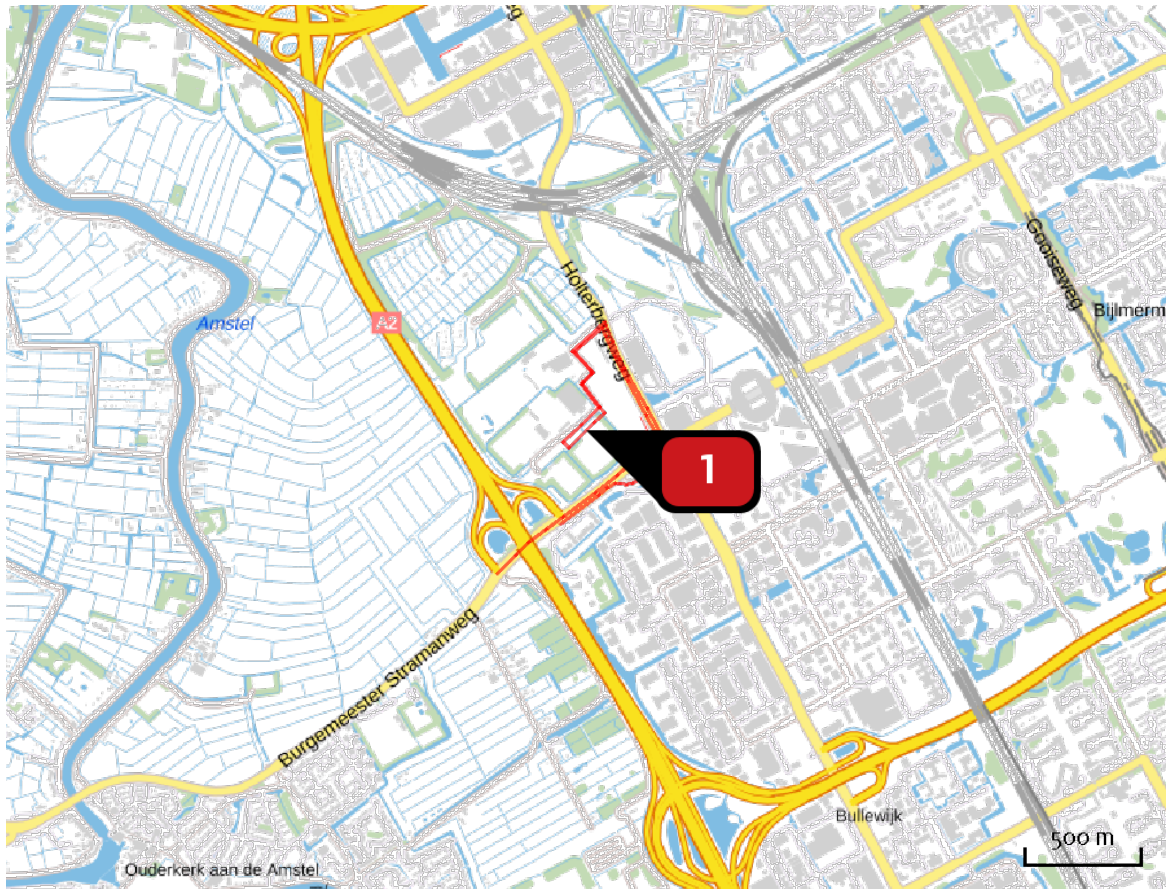 g
Gooiseweg
Holterbergweg
Bijlmerm
Amstel
A2
1
Burgemeester Stramanweg
Bullewijk
500 m
Ouderkerk aan de Amstel